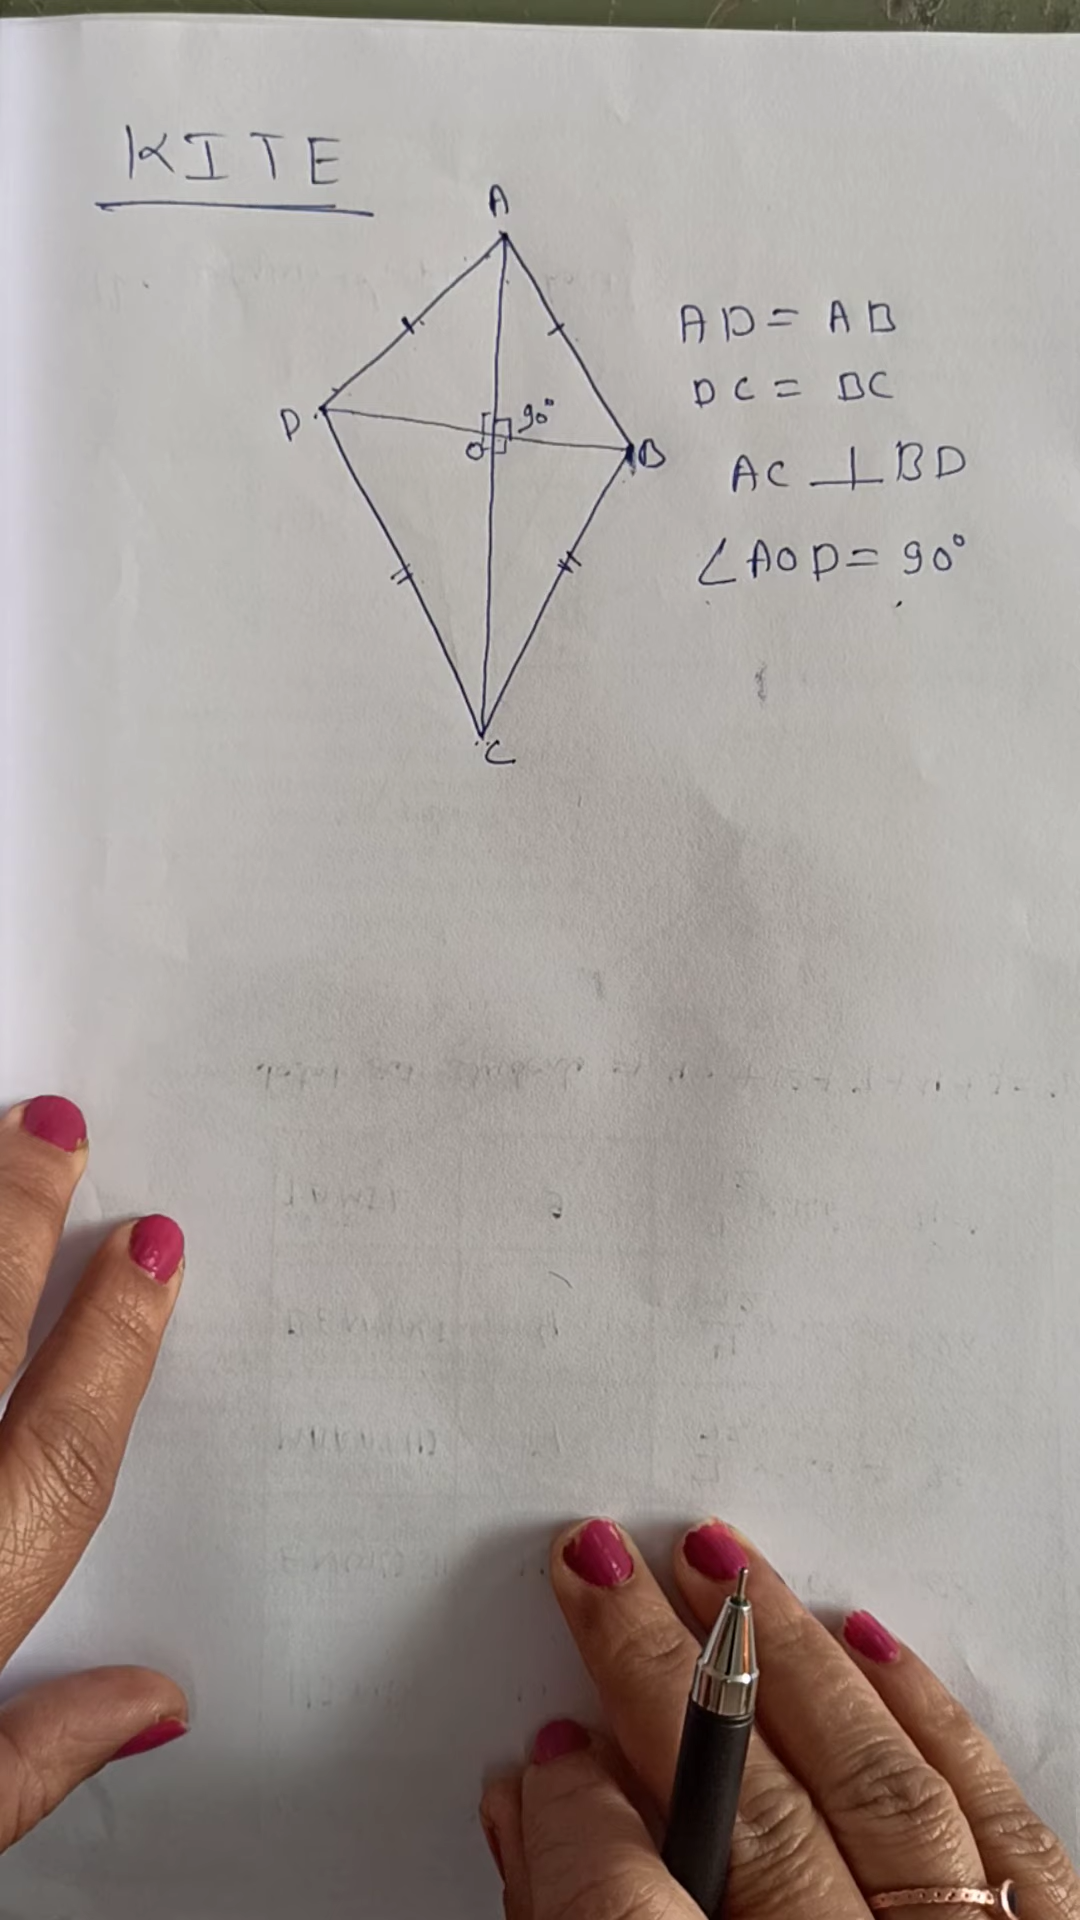 KITE
A
AD = AB
DC = BC
D
90°
O
B
AC ⊥ BD
∠AOD = 90°
C